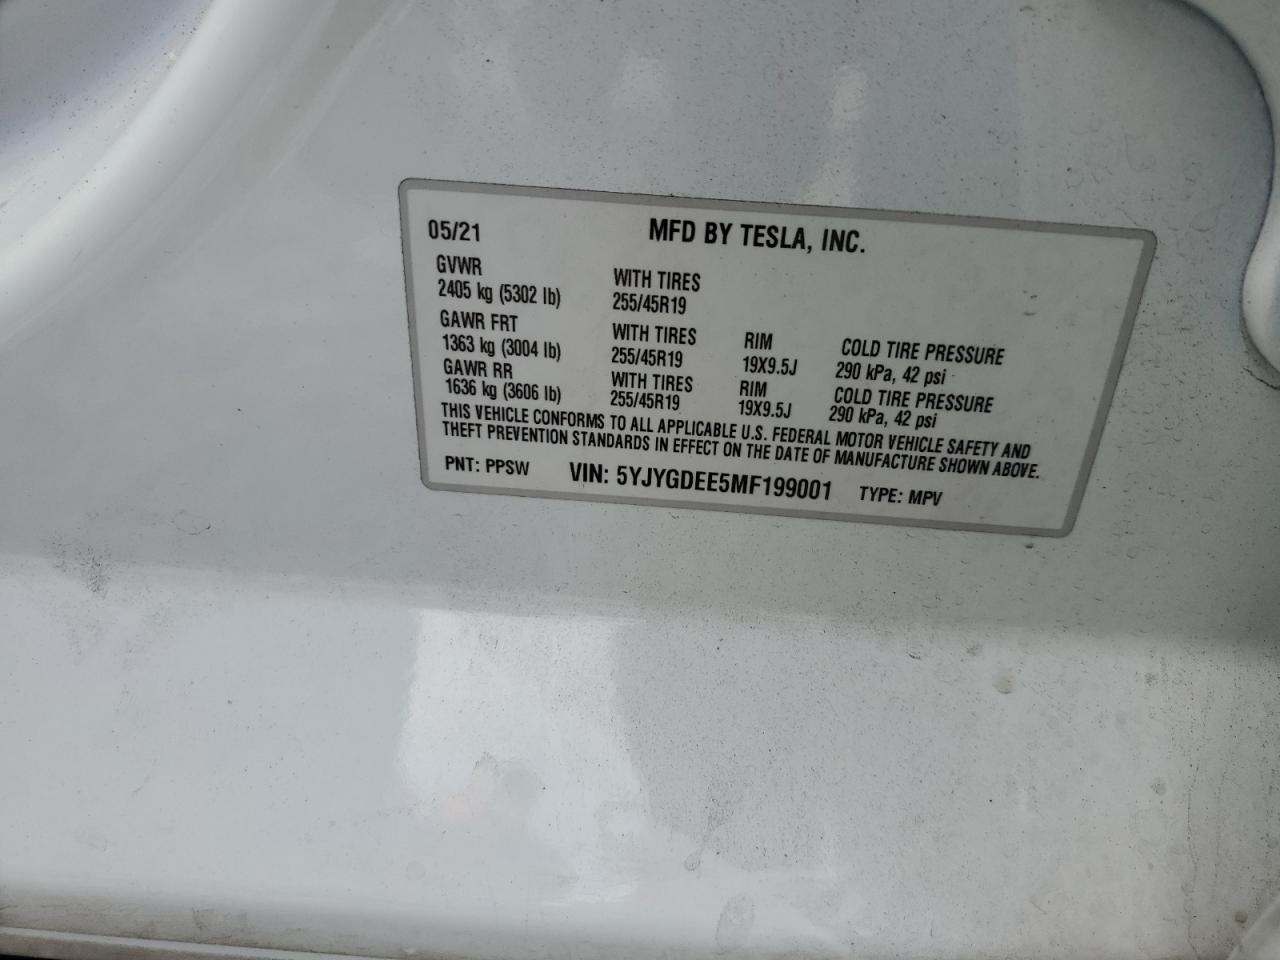 05/21 MFD BY TESLA, INC.
GVWR WITH TIRES
2405 kg (5302 lb) 255/45R19
GAWR FRT WITH TIRES RIM COLD TIRE PRESSURE
1363 kg (3004 lb) 255/45R19 19X9.5J 290 kPa, 42 psi
GAWR RR WITH TIRES RIM COLD TIRE PRESSURE
1636 kg (3606 lb) 255/45R19 19X9.5J 290 kPa, 42 psi
THIS VEHICLE CONFORMS TO ALL APPLICABLE U.S. FEDERAL MOTOR VEHICLE SAFETY AND
THEFT PREVENTION STANDARDS IN EFFECT ON THE DATE OF MANUFACTURE SHOWN ABOVE.
PNT: PPSW VIN: 5YJYGDEE5MF199001 TYPE: MPV